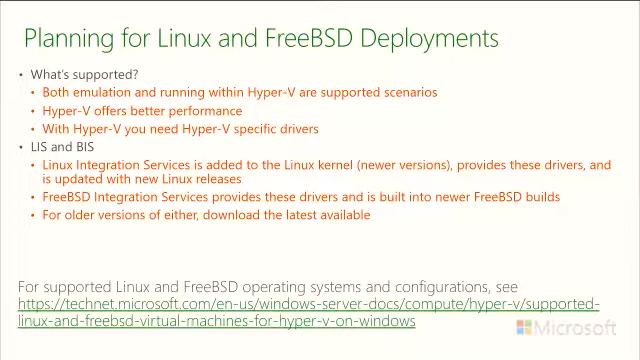 Planning for Linux and FreeBSD Deployments
• What's supported?
• Both emulation and running within Hyper-V are supported scenarios
• Hyper-V offers better performance
• With Hyper-V you need Hyper-V specific drivers
• LIS and BIS
• Linux Integration Services is added to the Linux kernel (newer versions), provides these drivers, and
is updated with new Linux releases
• FreeBSD Integration Services provides these drivers and is built into newer FreeBSD builds
• For older versions of either, download the latest available
For supported Linux and FreeBSD operating systems and configurations, see
https://technet.microsoft.com/en-us/windows-server-docs/compute/hyper-v/supported-
linux-and-freebsd-virtual-machines-for-hyper-v-on-windows
Microsoft